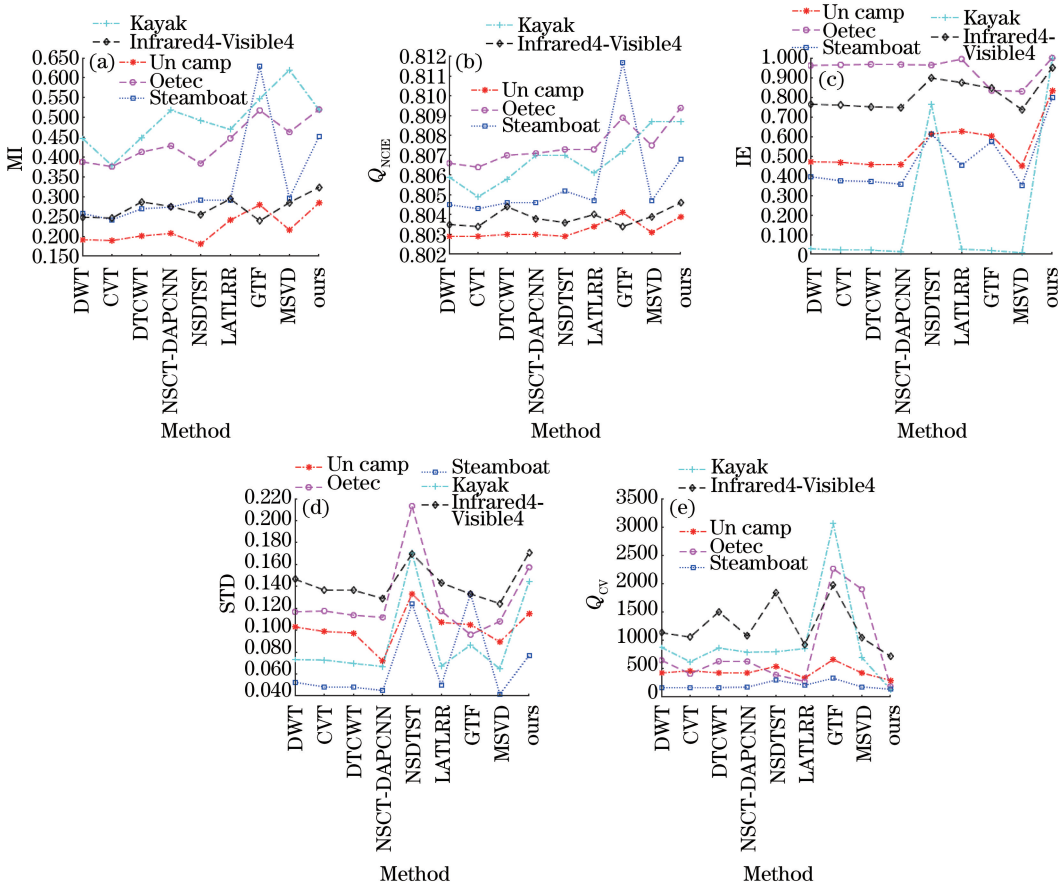 Kayak
Infrared4-Visible4
(a)
Un camp
Oetec
Steamboat
0.650
0.550
0.500
0.450
0.400
0.350
0.300
0.250
0.200
0.150
MI
DWT
CVT
DTCWT
NSCT-DAPCNN
NSDTST
LATLRR
GTF
MSVD
ours
Method
Kayak
Infrared4-Visible4
(b)
Un camp
Oetec
Steamboat
0.812
0.810
0.809
0.808
0.807
0.806
0.805
0.804
0.803
0.802
QNCIE
DWT
CVT
DTCWT
NSCT-DAPCNN
NSDTST
LATLRR
GTF
MSVD
ours
Method
Un camp
Oetec
Steamboat
Kayak
Infrared4-
Visible4
(c)
1.000
0.900
0.800
0.700
0.600
0.500
0.400
0.300
0.200
0.100
0
IE
DWT
CVT
DTCWT
NSCT-DAPCNN
NSDTST
LATLRR
GTF
MSVD
ours
Method
Un camp
Oetec
Steamboat
Kayak
Infrared4-
Visible4
(d)
0.220
0.200
0.180
0.160
0.140
0.120
0.100
0.080
0.060
0.040
STD
DWT
CVT
DTCWT
NSCT-DAPCNN
NSDTST
LATLRR
GTF
MSVD
ours
Method
Kayak
Infrared4-Visible4
(e)
Un camp
Oetec
Steamboat
3500
3000
2500
2000
1500
1000
500
0
QCV
DWT
CVT
DTCWT
NSCT-DAPCNN
NSDTST
LATLRR
GTF
MSVD
ours
Method